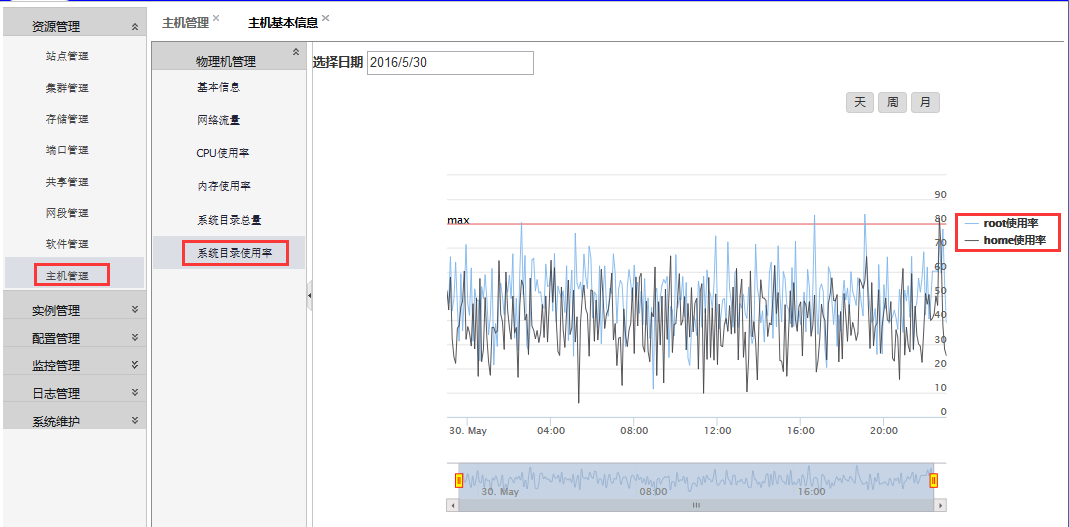 资源管理
站点管理
集群管理
存储管理
端口管理
共享管理
网段管理
软件管理
主机管理
实例管理
配置管理
监控管理
日志管理
系统维护
主机管理 主机基本信息
物理机管理
基本信息
网络流量
CPU使用率
内存使用率
系统目录总量
系统目录使用率
选择日期 2016/5/30
天 周 月
90
max
80
70
60
50
40
30
20
10
0
root使用率
home使用率
30. May 04:00 08:00 12:00 16:00 20:00
30. May 08:00 16:00